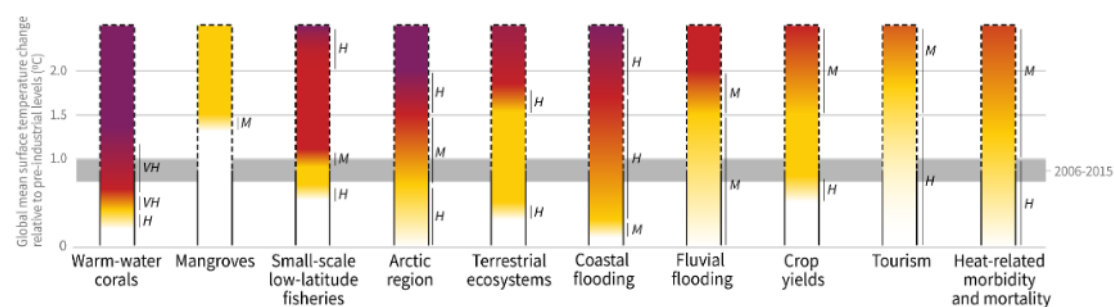 Global mean surface temperature change
relative to pre-industrial levels (ºC)
2.0
1.5
1.0
0
2006-2015
VH
VH
H
M
H
M
H
H
M
H
H
H
H
H
M
M
M
M
H
M
H
M
H
Warm-water
corals
Mangroves
Small-scale
low-latitude
fisheries
Arctic
region
Terrestrial
ecosystems
Coastal
flooding
Fluvial
flooding
Crop
yields
Tourism
Heat-related
morbidity
and mortality